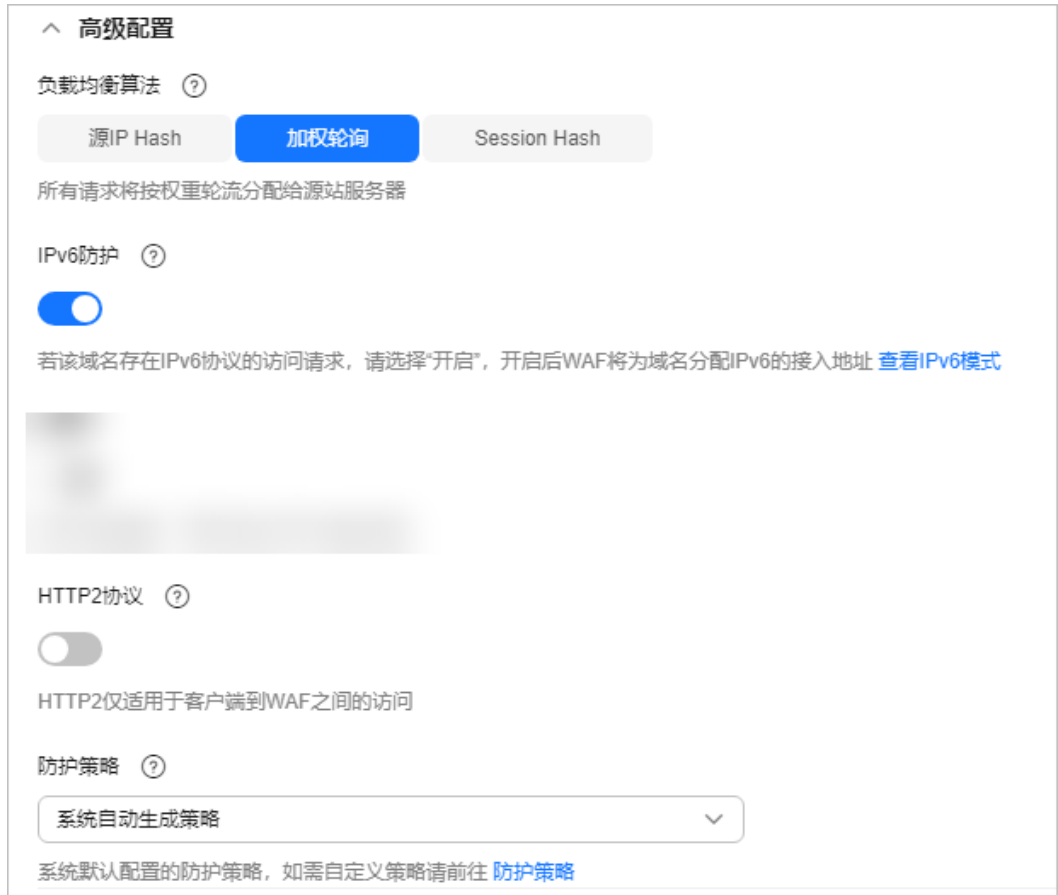 高级配置
负载均衡算法 ?
源IP Hash 加权轮询 Session Hash
所有请求将按权重轮流分配给源站服务器
IPv6防护 ?
若该域名存在IPv6协议的访问请求，请选择“开启”，开启后WAF将为域名分配IPv6的接入地址 查看IPv6模式
HTTP2协议 ?
HTTP2仅适用于客户端到WAF之间的访问
防护策略 ?
系统自动生成策略
系统默认配置的防护策略，如需自定义策略请前往 防护策略